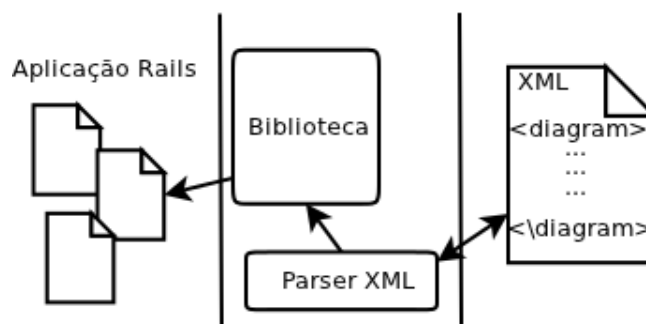 Aplicação Rails
Biblioteca
Parser XML
XML
<diagram>
...
...
...
<\diagram>